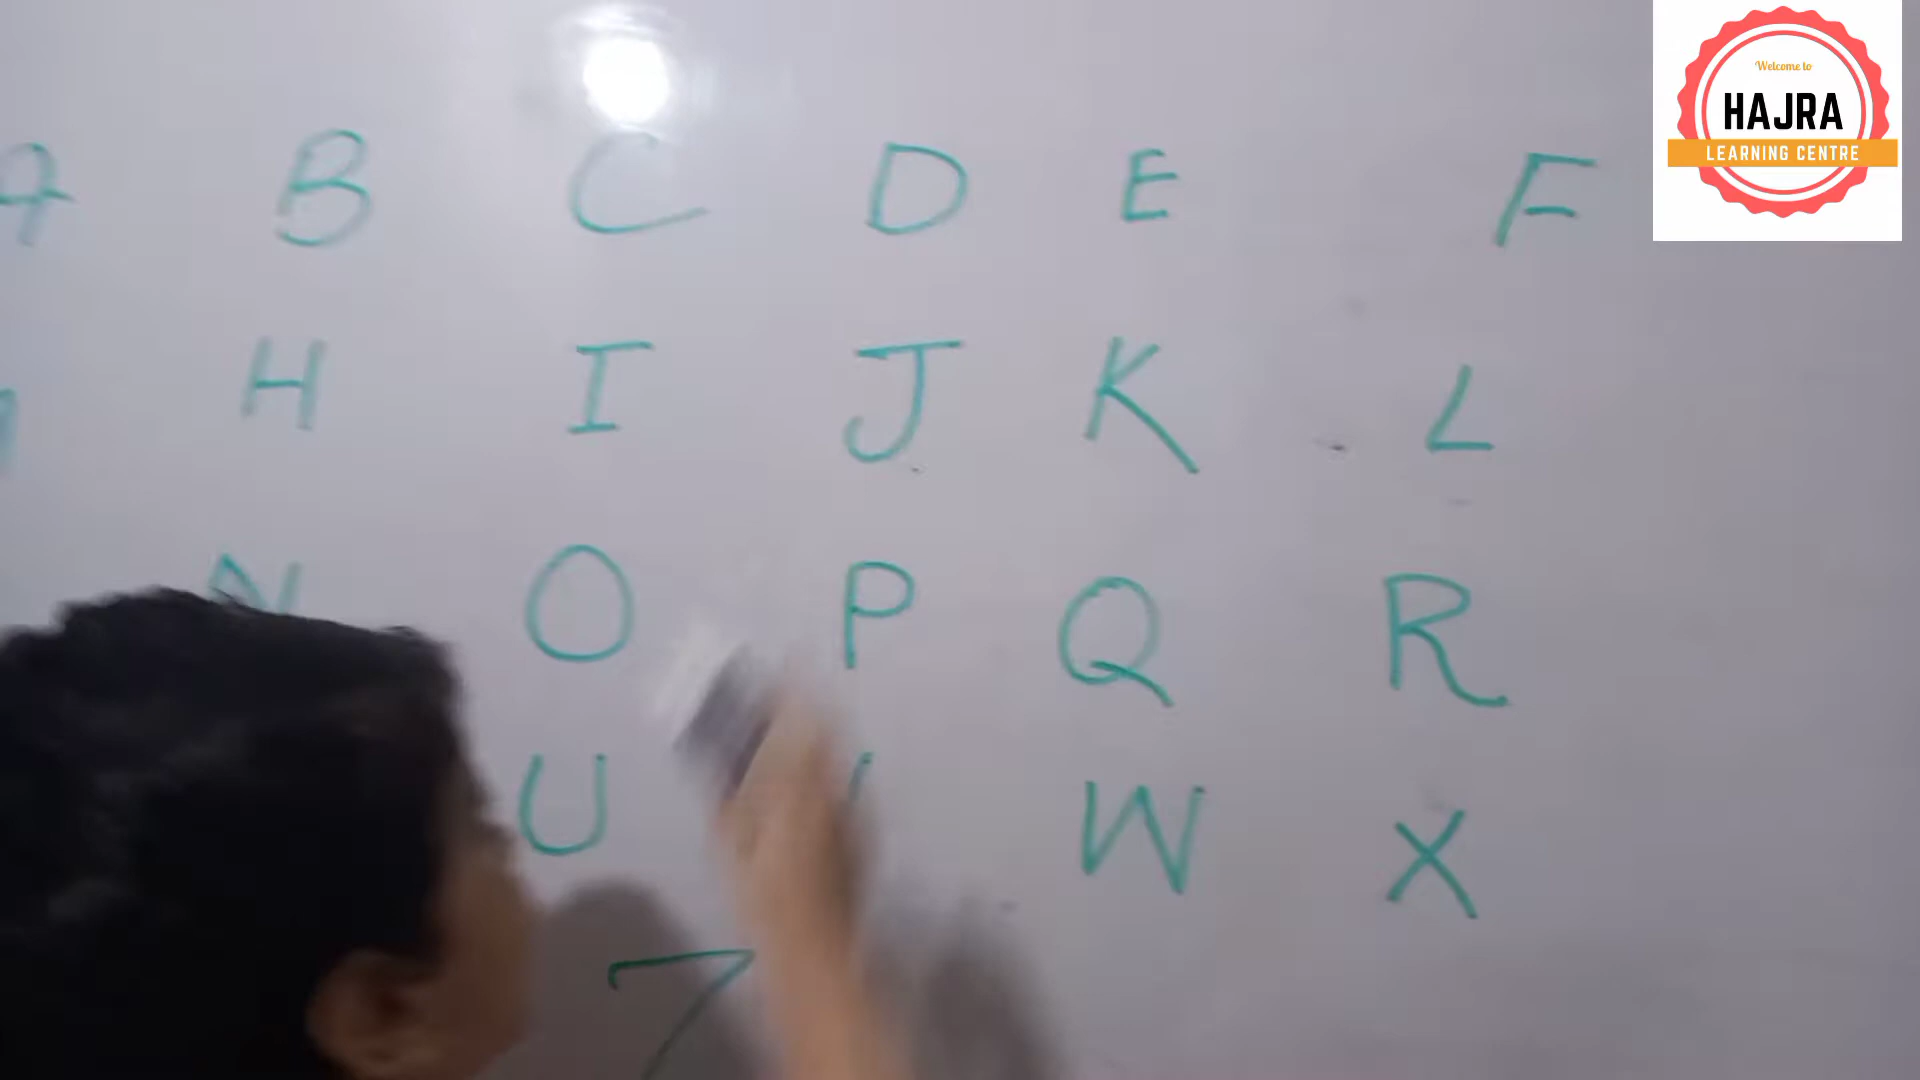 Welcome to
HAJRA
LEARNING CENTRE
A B C D E F
H I J K L
N O P Q R
U W X
Z